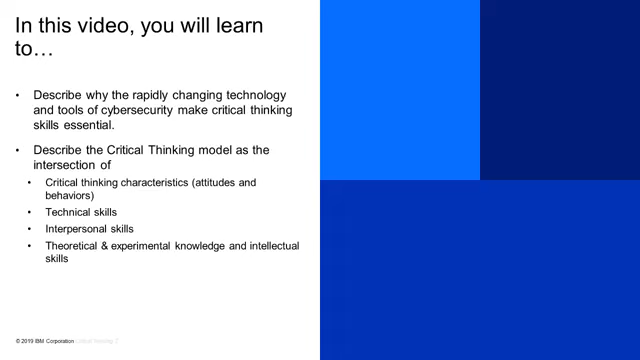 In this video, you will learn
to…
• Describe why the rapidly changing technology
and tools of cybersecurity make critical thinking
skills essential.
• Describe the Critical Thinking model as the
intersection of
• Critical thinking characteristics (attitudes and
behaviors)
• Technical skills
• Interpersonal skills
• Theoretical & experimental knowledge and intellectual
skills
© 2019 IBM Corporation